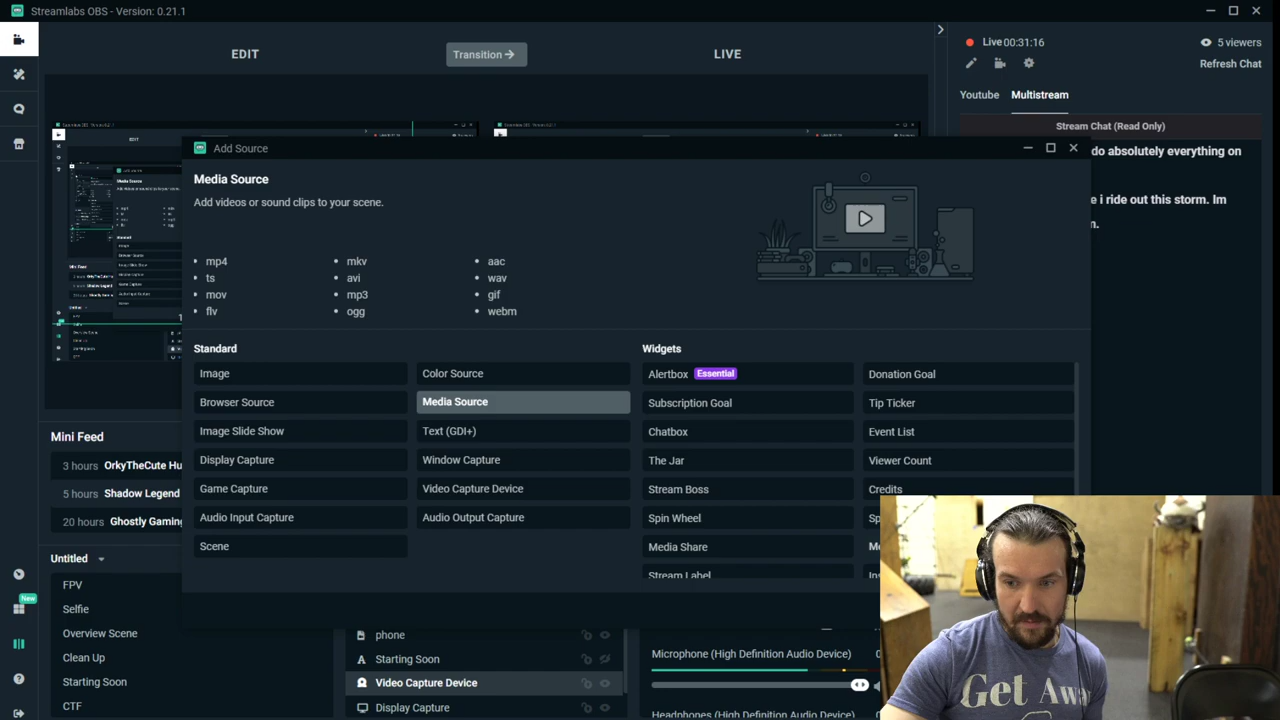 Streamlabs OBS - Version: 0.21.1
EDIT
Transition
LIVE
Live 00:31:16
5 viewers
Refresh Chat
Youtube
Multistream
Stream Chat (Read Only)
do absolutely everything on
e i ride out this storm. Im
Add Source
Media Source
Add videos or sound clips to your scene.
mp4
mkv
aac
ts
avi
wav
mov
mp3
gif
flv
ogg
webm
Standard
Image
Color Source
Browser Source
Media Source
Image Slide Show
Text (GDI+)
Display Capture
Window Capture
Game Capture
Video Capture Device
Audio Input Capture
Audio Output Capture
Scene
Widgets
Alertbox Essential
Donation Goal
Subscription Goal
Tip Ticker
Chatbox
Event List
The Jar
Viewer Count
Stream Boss
Credits
Spin Wheel
Sp
Media Share
Stream Label
Mini Feed
3 hours OrkyTheCute Hu
5 hours Shadow Legend
20 hours Ghostly Gaming
Untitled
New
FPV
Selfie
Overview Scene
Clean Up
Starting Soon
CTF
phone
Starting Soon
Video Capture Device
Display Capture
Microphone (High Definition Audio Device)
Headphones (High Definition Audio Device)
Get Awa